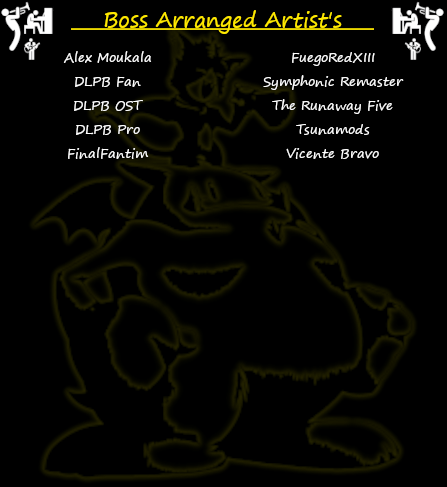 Boss Arranged Artist's
Alex Moukala
DLPB Fan
DLPB OST
DLPB Pro
FinalFantim
FuegoRedXIII
Symphonic Remaster
The Runaway Five
Tsunamods
Vicente Bravo